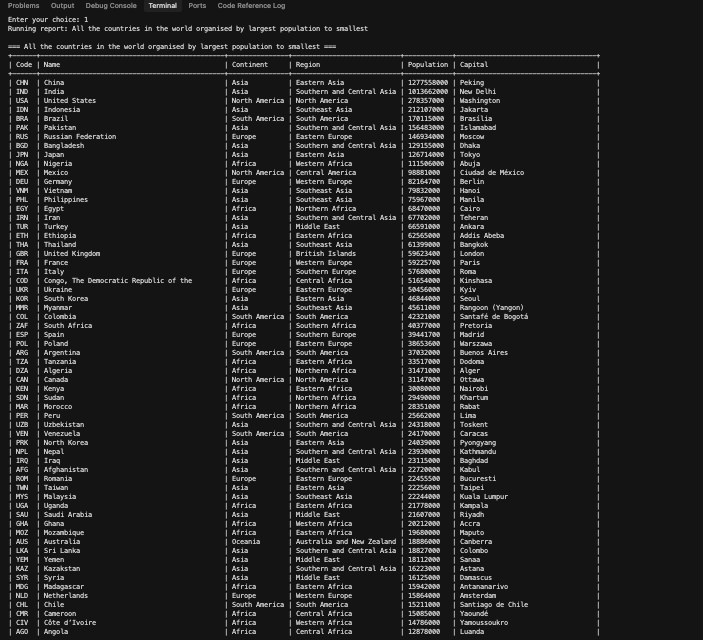 Problems Output Debug Console Terminal Ports Code Reference Log
Enter your choice: 1
Running report: All the countries in the world organised by largest population to smallest
=== All the countries in the world organised by largest population to smallest ===
| Code | Name | Continent | Region | Population | Capital |
| CHN | China | Asia | Eastern Asia | 1277558000 | Peking |
| IND | India | Asia | Southern and Central Asia | 1013662000 | New Delhi |
| USA | United States | North America | North America | 278357000 | Washington |
| IDN | Indonesia | Asia | Southeast Asia | 212107000 | Jakarta |
| BRA | Brazil | South America | South America | 170115000 | Brasília |
| PAK | Pakistan | Asia | Southern and Central Asia | 156483000 | Islamabad |
| RUS | Russian Federation | Europe | Eastern Europe | 146934000 | Moscow |
| BGD | Bangladesh | Asia | Southern and Central Asia | 129155000 | Dhaka |
| JPN | Japan | Asia | Eastern Asia | 126714000 | Tokyo |
| NGA | Nigeria | Africa | Western Africa | 111506000 | Abuja |
| MEX | Mexico | North America | Central America | 98881000 | Ciudad de México |
| DEU | Germany | Europe | Western Europe | 82164700 | Berlin |
| VNM | Vietnam | Asia | Southeast Asia | 79832000 | Hanoi |
| PHL | Philippines | Asia | Southeast Asia | 75967000 | Manila |
| EGY | Egypt | Africa | Northern Africa | 68470000 | Cairo |
| IRN | Iran | Asia | Southern and Central Asia | 67702000 | Teheran |
| TUR | Turkey | Asia | Middle East | 66591000 | Ankara |
| ETH | Ethiopia | Africa | Eastern Africa | 62565000 | Addis Abeba |
| THA | Thailand | Asia | Southeast Asia | 61399000 | Bangkok |
| GBR | United Kingdom | Europe | British Islands | 59623400 | London |
| FRA | France | Europe | Western Europe | 59225700 | Paris |
| ITA | Italy | Europe | Southern Europe | 57680000 | Roma |
| COD | Congo, The Democratic Republic of the | Africa | Central Africa | 51654000 | Kinshasa |
| UKR | Ukraine | Europe | Eastern Europe | 50456000 | Kyiv |
| KOR | South Korea | Asia | Eastern Asia | 46844000 | Seoul |
| MMR | Myanmar | Asia | Southeast Asia | 45611000 | Rangoon (Yangon) |
| COL | Colombia | South America | South America | 42321000 | Santafé de Bogotá |
| ZAF | South Africa | Africa | Southern Africa | 40377000 | Pretoria |
| ESP | Spain | Europe | Southern Europe | 39441700 | Madrid |
| POL | Poland | Europe | Eastern Europe | 38653600 | Warszawa |
| ARG | Argentina | South America | South America | 37032000 | Buenos Aires |
| TZA | Tanzania | Africa | Eastern Africa | 33517000 | Dodoma |
| DZA | Algeria | Africa | Northern Africa | 31471000 | Alger |
| CAN | Canada | North America | North America | 31147000 | Ottawa |
| KEN | Kenya | Africa | Eastern Africa | 30080000 | Nairobi |
| SDN | Sudan | Africa | Northern Africa | 29490000 | Khartum |
| MAR | Morocco | Africa | Northern Africa | 28351000 | Rabat |
| PER | Peru | South America | South America | 25662000 | Lima |
| UZB | Uzbekistan | Asia | Southern and Central Asia | 24318000 | Toskent |
| VEN | Venezuela | South America | South America | 24170000 | Caracas |
| PRK | North Korea | Asia | Eastern Asia | 24039000 | Pyongyang |
| NPL | Nepal | Asia | Southern and Central Asia | 23930000 | Kathmandu |
| IRQ | Iraq | Asia | Middle East | 23115000 | Baghdad |
| AFG | Afghanistan | Asia | Southern and Central Asia | 22720000 | Kabul |
| ROM | Romania | Europe | Eastern Europe | 22455500 | Bucuresti |
| TWN | Taiwan | Asia | Eastern Asia | 22256000 | Taipei |
| MYS | Malaysia | Asia | Southeast Asia | 22244000 | Kuala Lumpur |
| UGA | Uganda | Africa | Eastern Africa | 21778000 | Kampala |
| SAU | Saudi Arabia | Asia | Middle East | 21607000 | Riyadh |
| GHA | Ghana | Africa | Western Africa | 20212000 | Accra |
| MOZ | Mozambique | Africa | Eastern Africa | 19680000 | Maputo |
| AUS | Australia | Oceania | Australia and New Zealand | 18886000 | Canberra |
| LKA | Sri Lanka | Asia | Southern and Central Asia | 18827000 | Colombo |
| YEM | Yemen | Asia | Middle East | 18112000 | Sanaa |
| KAZ | Kazakstan | Asia | Southern and Central Asia | 16223000 | Astana |
| SYR | Syria | Asia | Middle East | 16125000 | Damascus |
| MDG | Madagascar | Africa | Eastern Africa | 15942000 | Antananarivo |
| NLD | Netherlands | Europe | Western Europe | 15864000 | Amsterdam |
| CHL | Chile | South America | South America | 15211000 | Santiago de Chile |
| CMR | Cameroon | Africa | Central Africa | 15085000 | Yaoundé |
| CIV | Côte d'Ivoire | Africa | Western Africa | 14786000 | Yamoussoukro |
| AGO | Angola | Africa | Central Africa | 12878000 | Luanda |